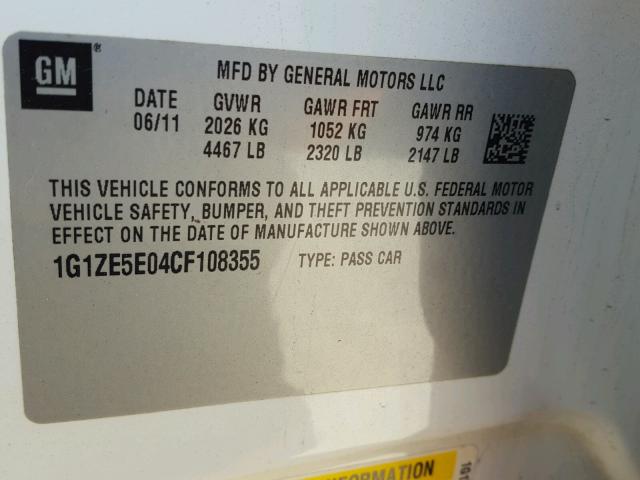 GM ®
MFD BY GENERAL MOTORS LLC
DATE GVWR GAWR FRT GAWR RR
06/11 2026 KG 1052 KG 974 KG
4467 LB 2320 LB 2147 LB
THIS VEHICLE CONFORMS TO ALL APPLICABLE U.S. FEDERAL MOTOR
VEHICLE SAFETY, BUMPER, AND THEFT PREVENTION STANDARDS IN
EFFECT ON THE DATE OF MANUFACTURE SHOWN ABOVE.
1G1ZE5E04CF108355 TYPE: PASS CAR
INFORMATION